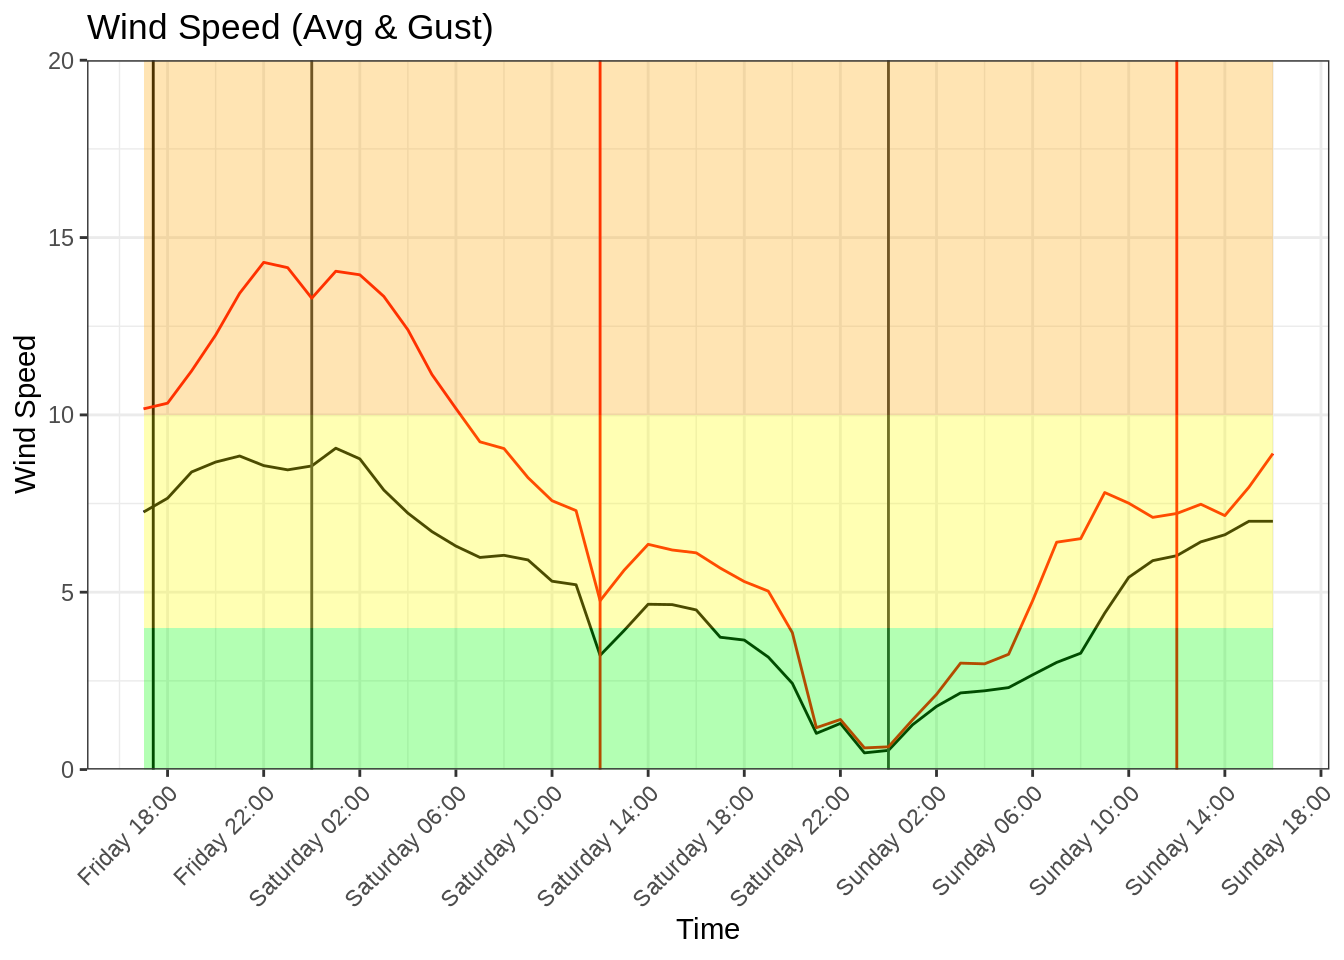 Wind Speed (Avg & Gust)
20
15
10
5
0
Wind Speed
Friday 18:00
Friday 22:00
Saturday 02:00
Saturday 06:00
Saturday 10:00
Saturday 14:00
Saturday 18:00
Saturday 22:00
Sunday 02:00
Sunday 06:00
Sunday 10:00
Sunday 14:00
Sunday 18:00
Time